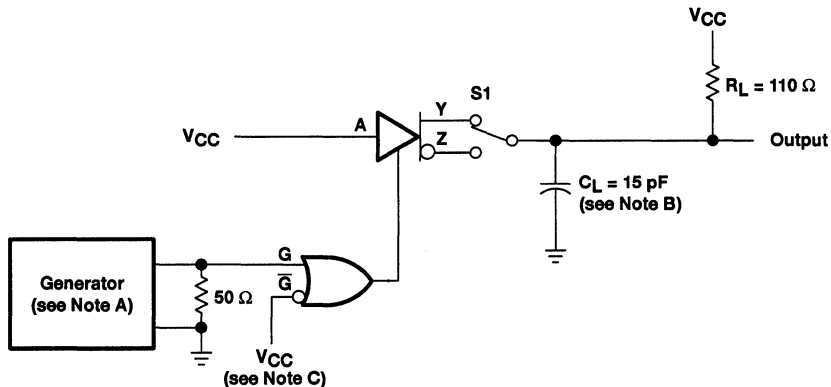 VCC
RL = 110 Ω
S1
Y
A
VCC
Z
Output
CL = 15 pF
(see Note B)
G
Generator
(see Note A)
50 Ω
G̅
VCC
(see Note C)